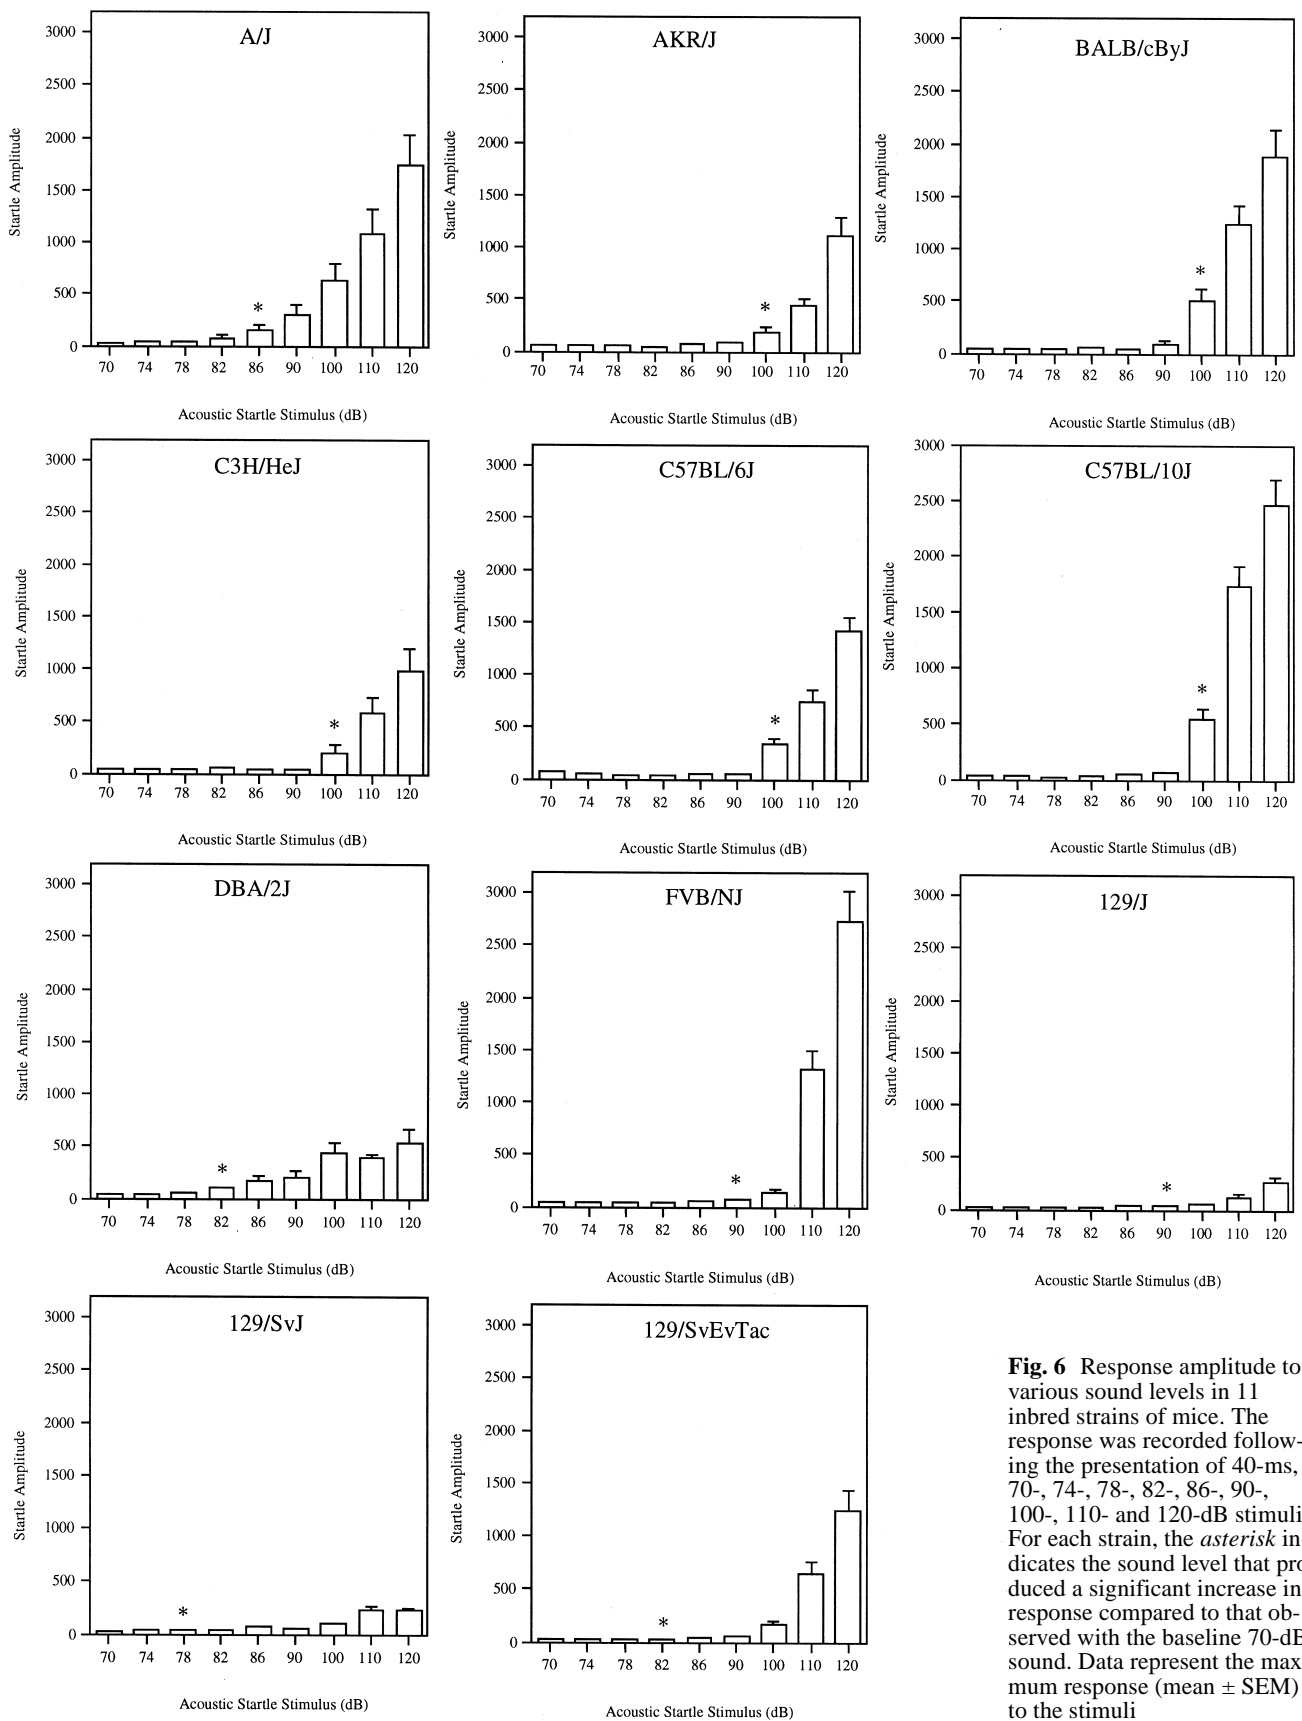 A/J
3000
2500
2000
1500
1000
500
0
Startle Amplitude
70 74 78 82 86 90 100 110 120
*
Acoustic Startle Stimulus (dB)
AKR/J
3000
2500
2000
1500
1000
500
0
Startle Amplitude
70 74 78 82 86 90 100 110 120
*
Acoustic Startle Stimulus (dB)
BALB/cByJ
3000
2500
2000
1500
1000
500
0
Startle Amplitude
70 74 78 82 86 90 100 110 120
*
Acoustic Startle Stimulus (dB)
C3H/HeJ
3000
2500
2000
1500
1000
500
0
Startle Amplitude
70 74 78 82 86 90 100 110 120
*
Acoustic Startle Stimulus (dB)
C57BL/6J
3000
2500
2000
1500
1000
500
0
Startle Amplitude
70 74 78 82 86 90 100 110 120
*
Acoustic Startle Stimulus (dB)
C57BL/10J
3000
2500
2000
1500
1000
500
0
Startle Amplitude
70 74 78 82 86 90 100 110 120
*
Acoustic Startle Stimulus (dB)
DBA/2J
3000
2500
2000
1500
1000
500
0
Startle Amplitude
70 74 78 82 86 90 100 110 120
*
Acoustic Startle Stimulus (dB)
FVB/NJ
3000
2500
2000
1500
1000
500
0
Startle Amplitude
70 74 78 82 86 90 100 110 120
*
Acoustic Startle Stimulus (dB)
129/J
3000
2500
2000
1500
1000
500
0
Startle Amplitude
70 74 78 82 86 90 100 110 120
*
Acoustic Startle Stimulus (dB)
129/SvJ
3000
2500
2000
1500
1000
500
0
Startle Amplitude
70 74 78 82 86 90 100 110 120
*
Acoustic Startle Stimulus (dB)
129/SvEvTac
3000
2500
2000
1500
1000
500
0
Startle Amplitude
70 74 78 82 86 90 100 110 120
*
Acoustic Startle Stimulus (dB)
Fig. 6 Response amplitude to
various sound levels in 11
inbred strains of mice. The
response was recorded follow-
ing the presentation of 40-ms,
70-, 74-, 78-, 82-, 86-, 90-,
100-, 110- and 120-dB stimuli
For each strain, the asterisk in
dicates the sound level that pro
duced a significant increase in
response compared to that ob-
served with the baseline 70-dB
sound. Data represent the max
mum response (mean ± SEM)
to the stimuli